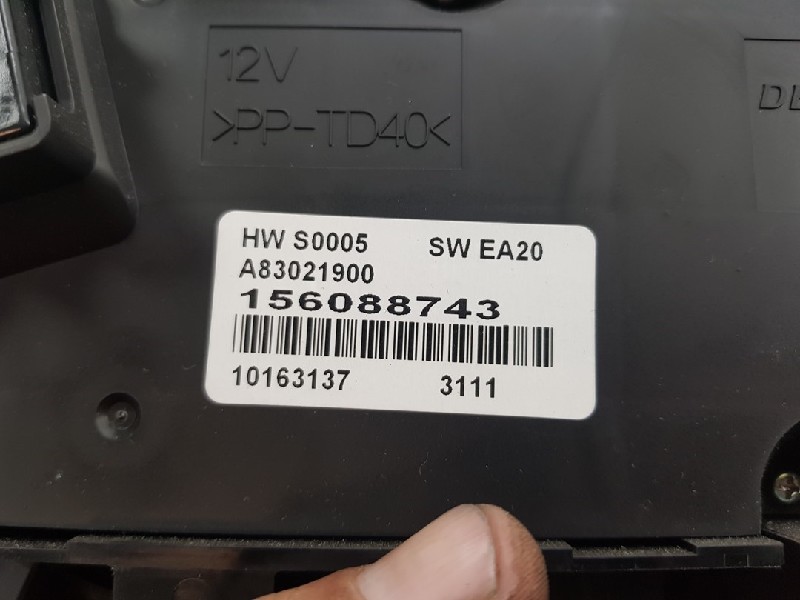 12V
>PP-TD40<
HW S0005 SW EA20
A83021900
156088743
10163137 3111